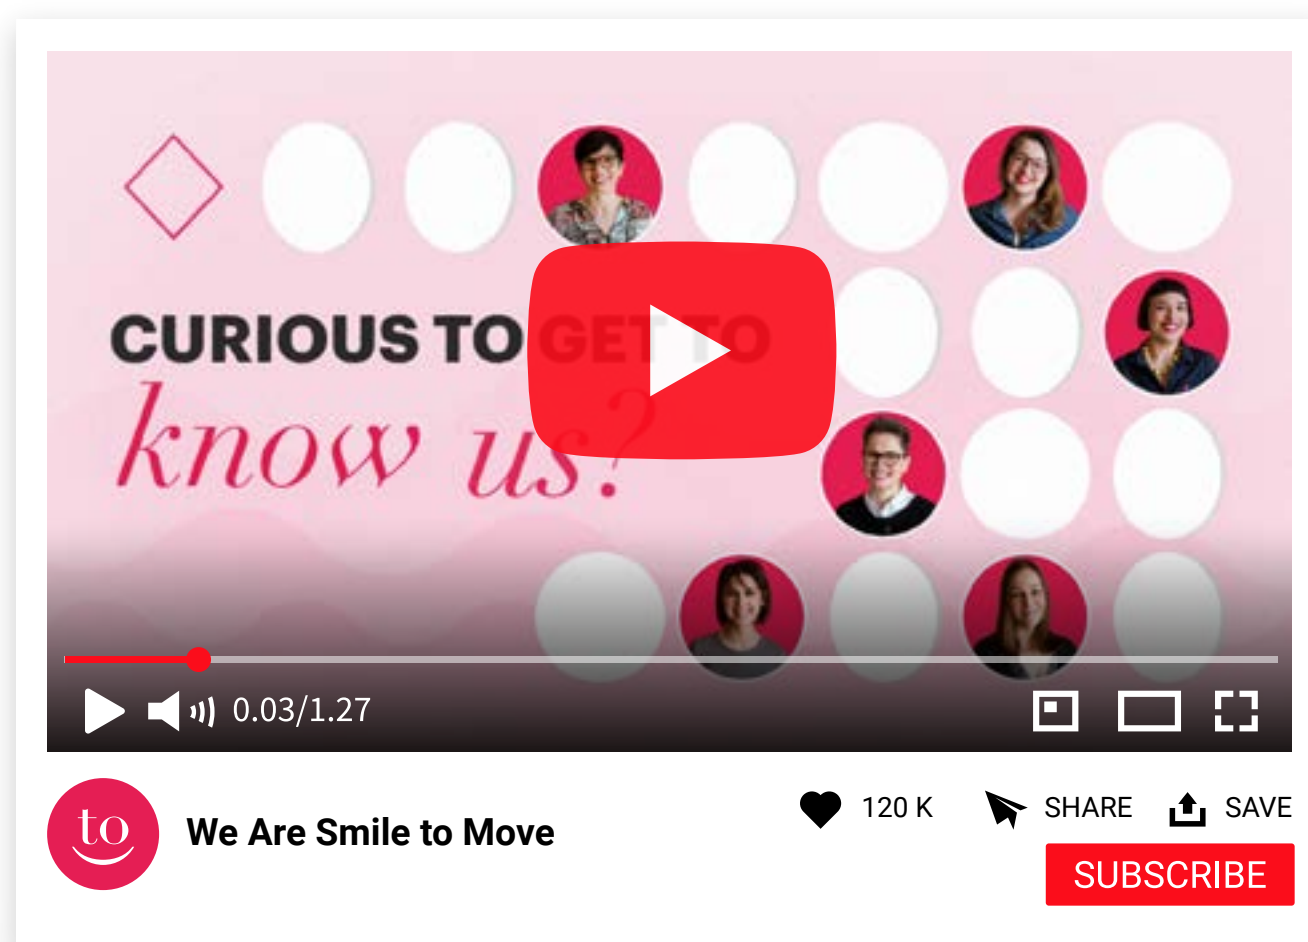 CURIOUS TO GET TO
know us?
0.03/1.27
to
We Are Smile to Move
120 K
SHARE
SAVE
SUBSCRIBE